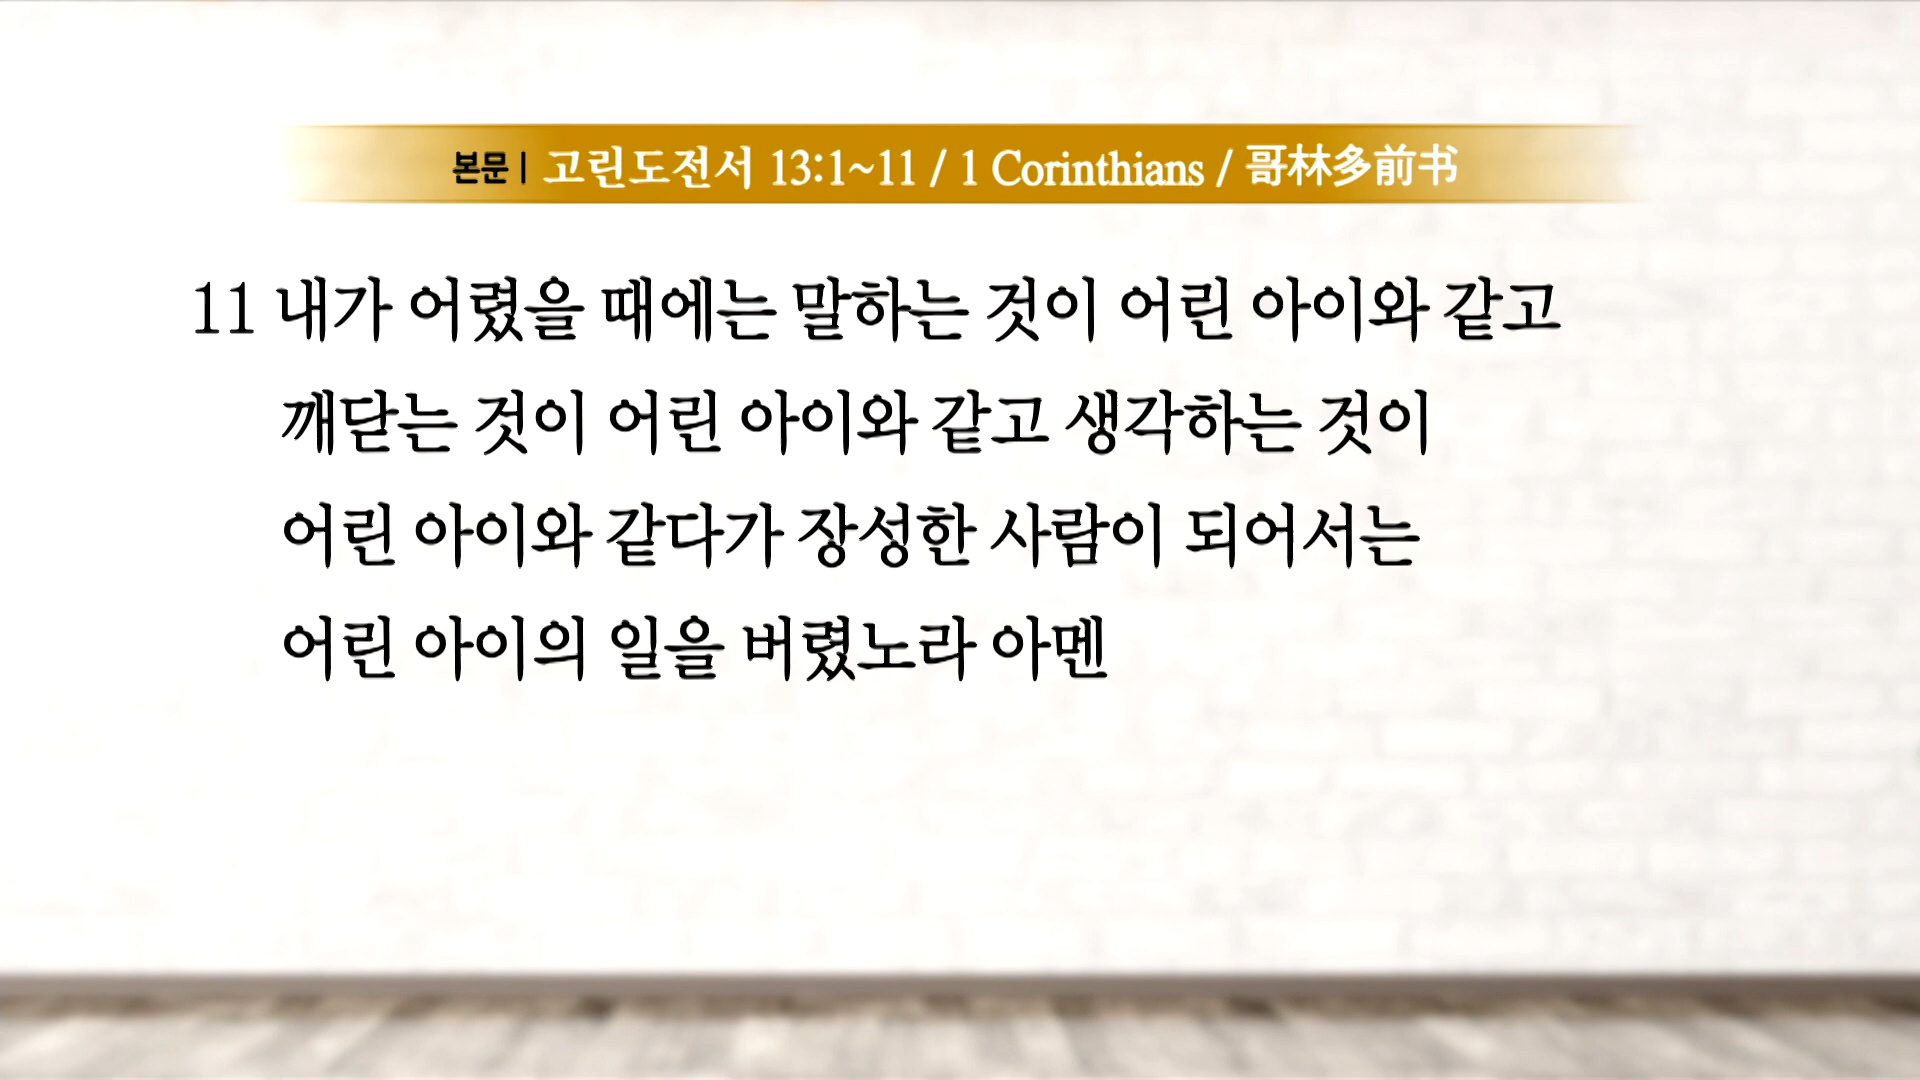 본문 | 고린도전서 13:1~11 / 1 Corinthians / 哥林多前书
11 내가 어렸을 때에는 말하는 것이 어린 아이와 같고
깨닫는 것이 어린 아이와 같고 생각하는 것이
어린 아이와 같다가 장성한 사람이 되어서는
어린 아이의 일을 버렸노라 아멘